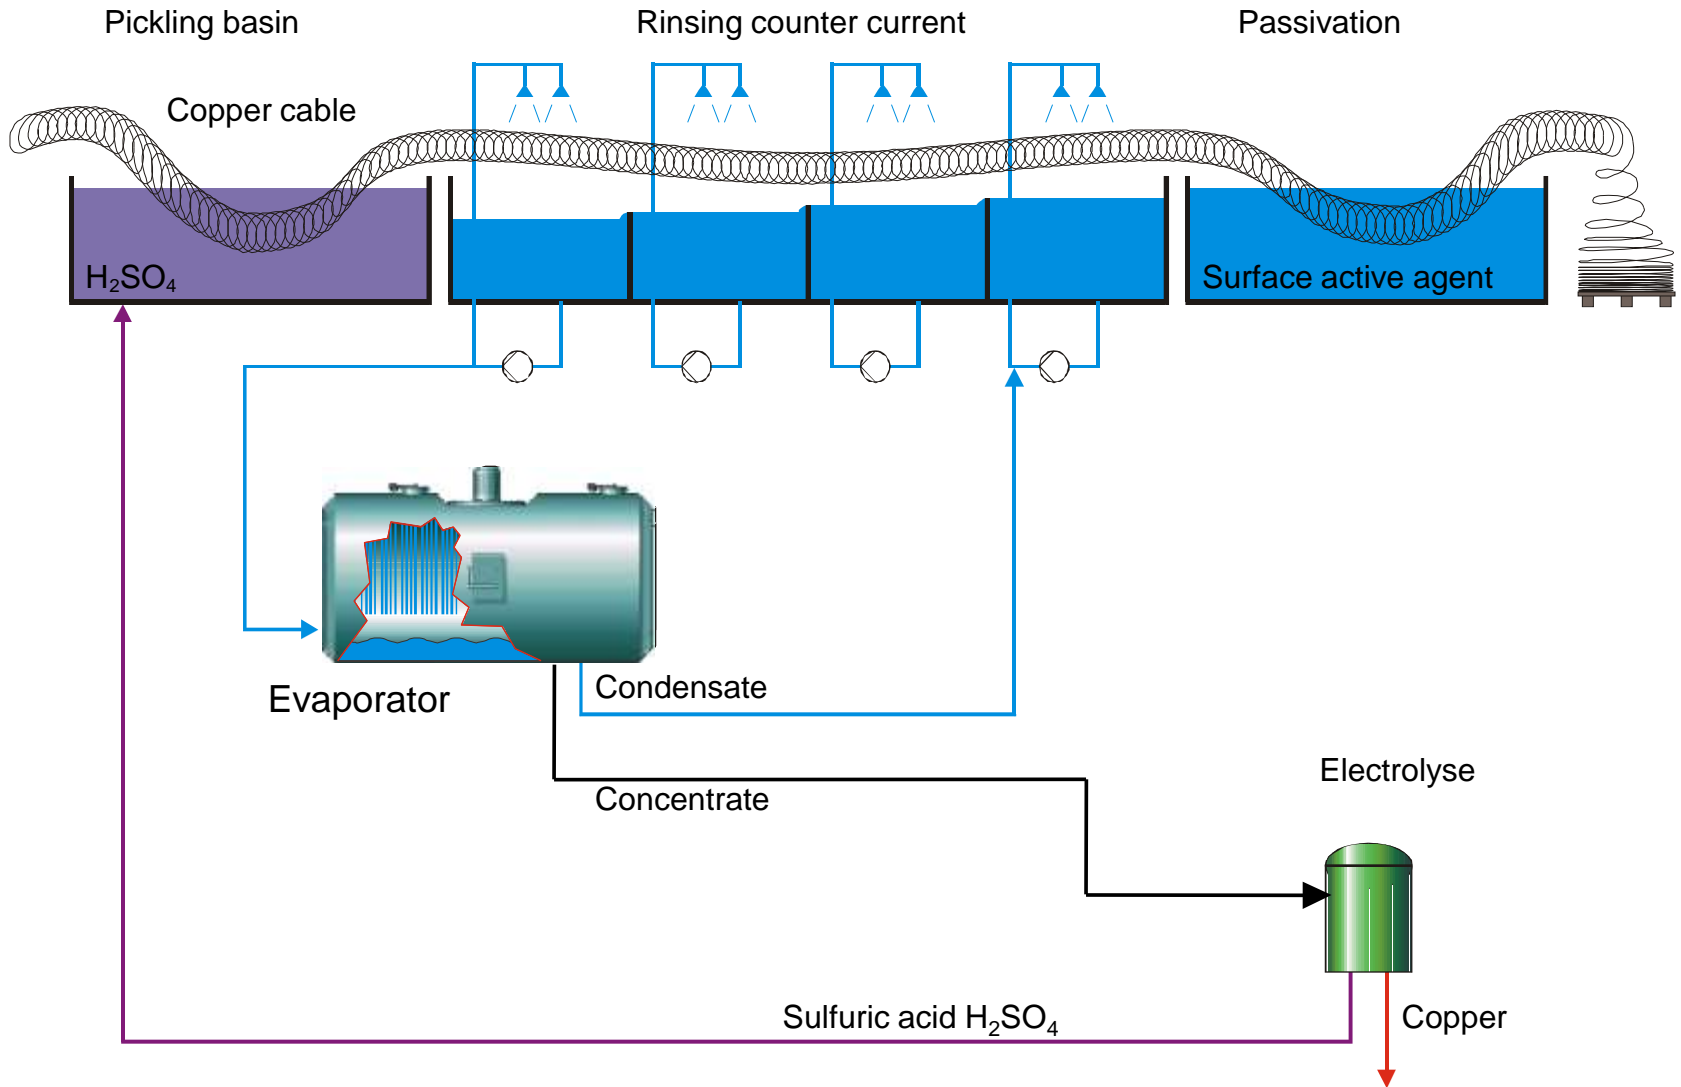 Pickling basin
Rinsing counter current
Passivation
Copper cable
H₂SO₄
Surface active agent
Condensate
Evaporator
Concentrate
Electrolyse
Sulfuric acid H₂SO₄
Copper